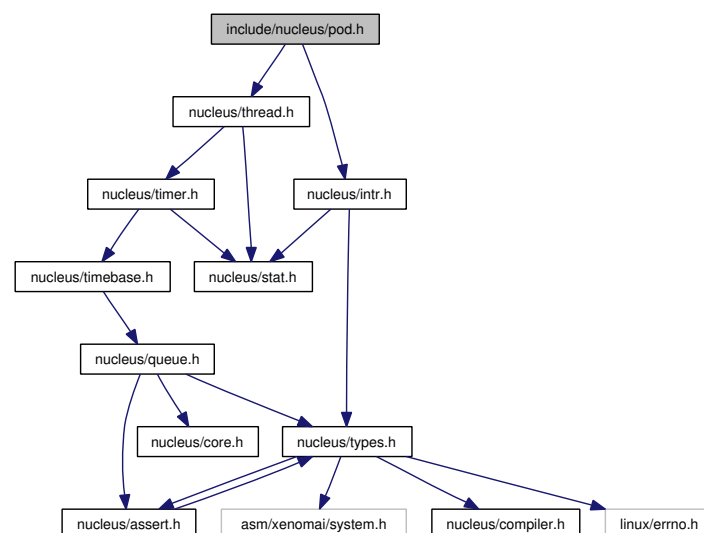 include/nucleus/pod.h
nucleus/thread.h
nucleus/timer.h
nucleus/intr.h
nucleus/timebase.h
nucleus/stat.h
nucleus/queue.h
nucleus/core.h
nucleus/types.h
nucleus/assert.h
asm/xenomai/system.h
nucleus/compiler.h
linux/errno.h